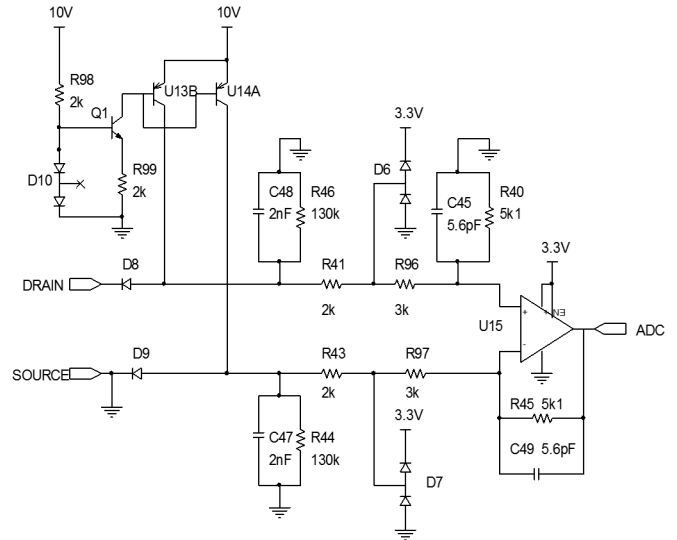 10V
10V
R98
2k
U13B
U14A
Q1
3.3V
D10
R99
2k
D6
C48
2nF
R46
130k
C45
5.6pF
R40
5k1
3.3V
D8
R41
R96
DRAIN
2k
3k
EN
U15
+
-
ADC
D9
R43
R97
SOURCE
2k
3k
R45 5k1
3.3V
C47
2nF
R44
130k
C49 5.6pF
D7